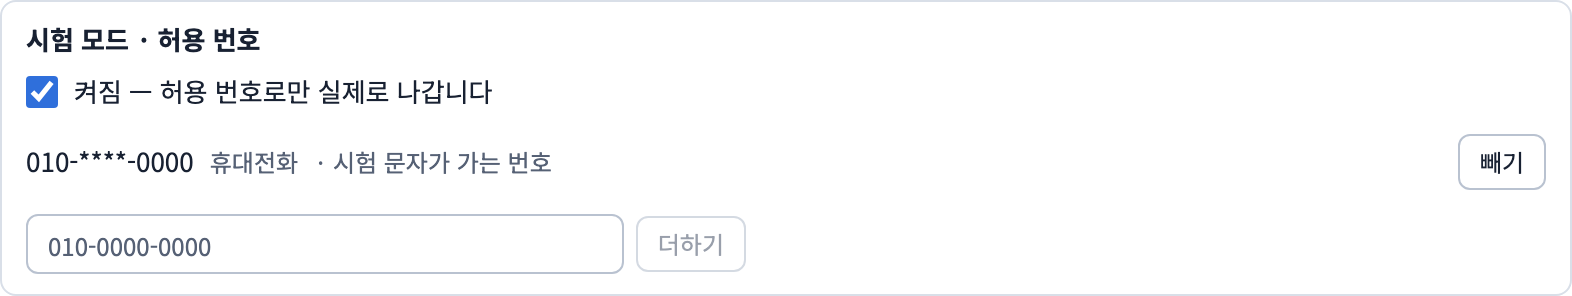 시험 모드 · 허용 번호
켜짐 — 허용 번호로만 실제로 나갑니다
010-****-0000 휴대전화 · 시험 문자가 가는 번호 빼기
010-0000-0000 더하기